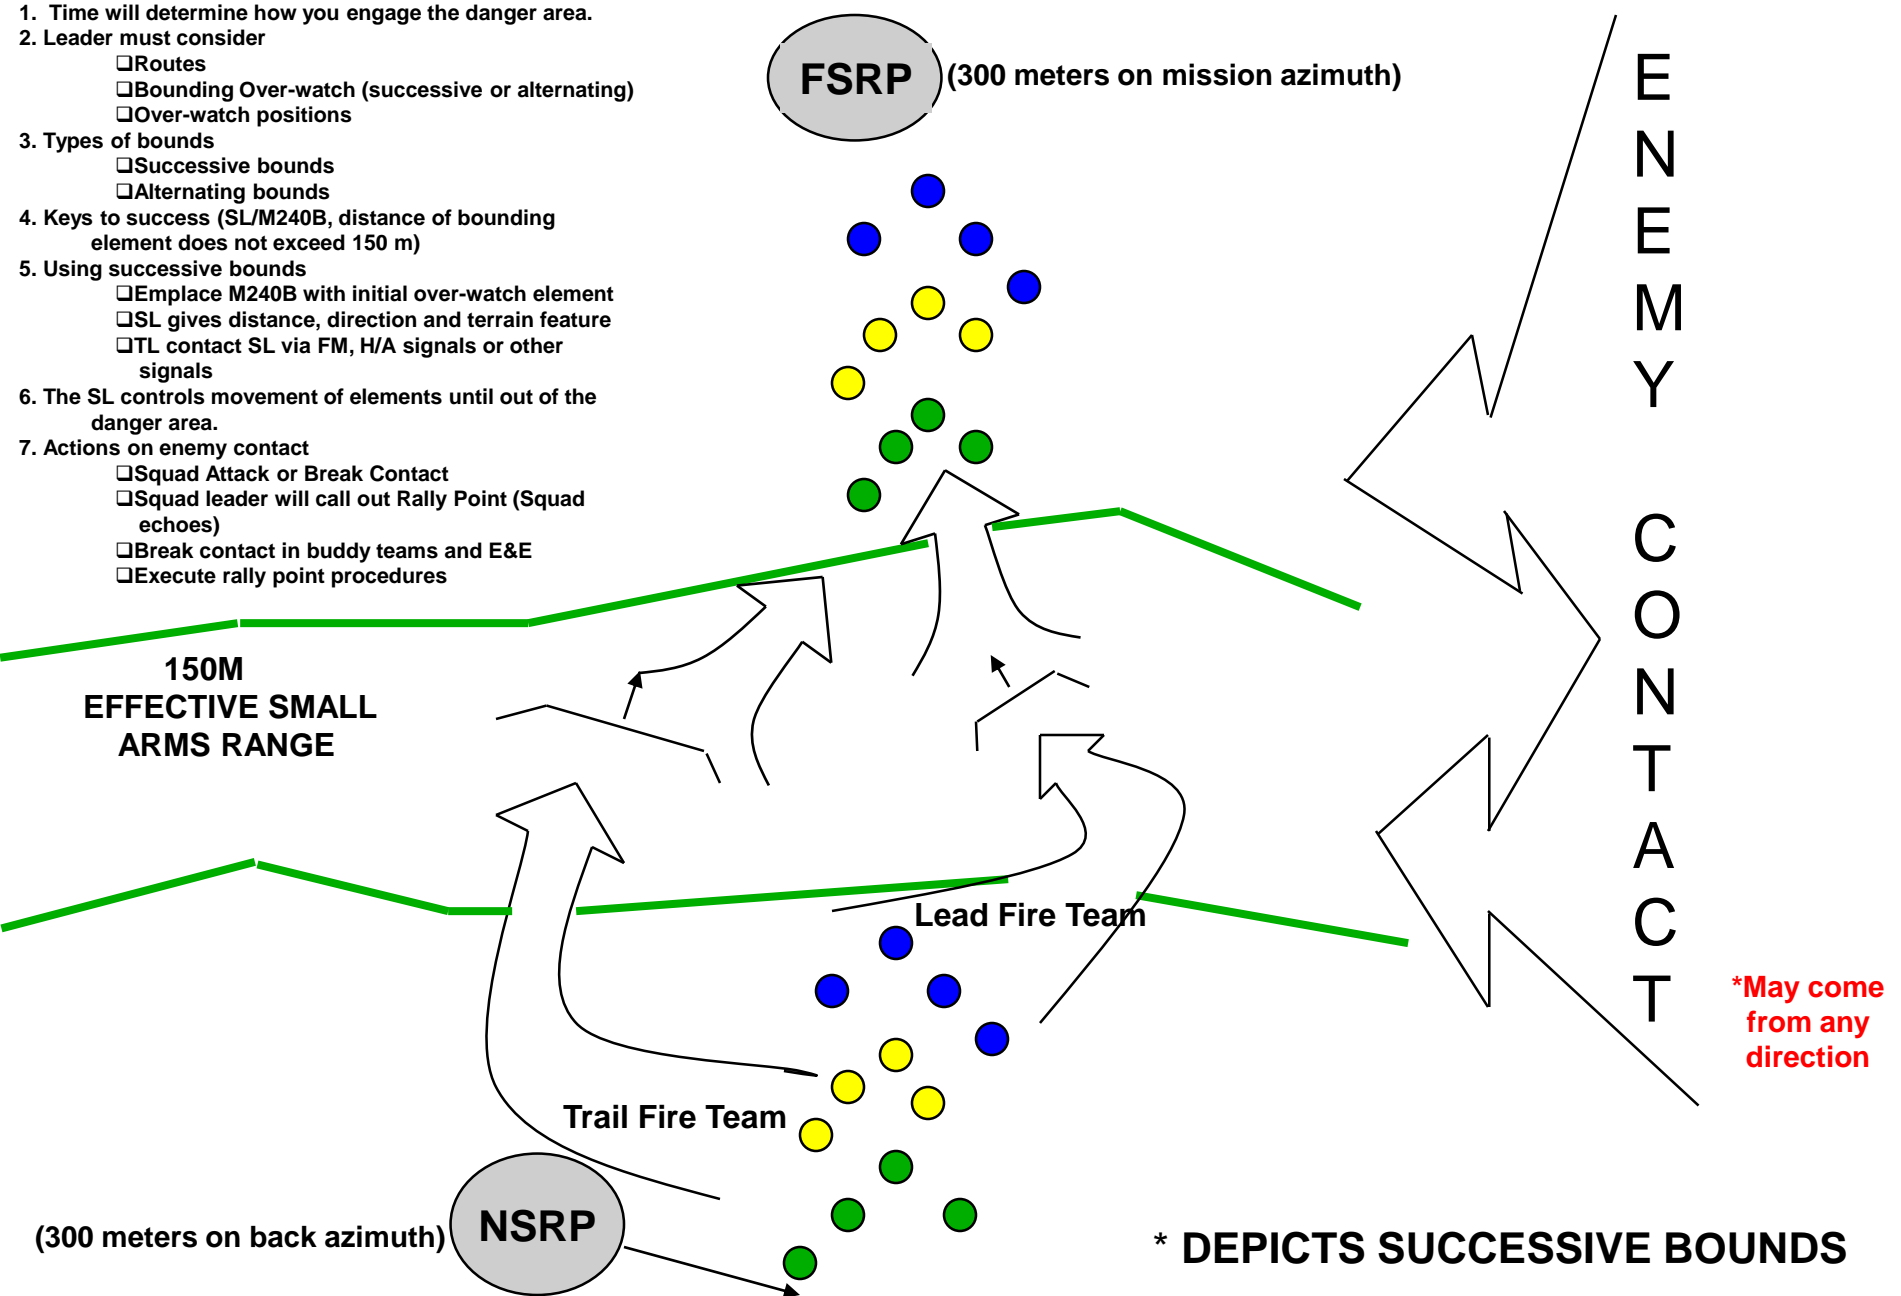 1. Time will determine how you engage the danger area.
2. Leader must consider
❑Routes
❑Bounding Over-watch (successive or alternating)
❑Over-watch positions
3. Types of bounds
❑Successive bounds
❑Alternating bounds
4. Keys to success (SL/M240B, distance of bounding
element does not exceed 150 m)
5. Using successive bounds
❑Emplace M240B with initial over-watch element
❑SL gives distance, direction and terrain feature
❑TL contact SL via FM, H/A signals or other
signals
6. The SL controls movement of elements until out of the
danger area.
7. Actions on enemy contact
❑Squad Attack or Break Contact
❑Squad leader will call out Rally Point (Squad
echoes)
❑Break contact in buddy teams and E&E
❑Execute rally point procedures
FSRP
(300 meters on mission azimuth)
150M
EFFECTIVE SMALL
ARMS RANGE
Lead Fire Team
Trail Fire Team
NSRP
(300 meters on back azimuth)
E
N
E
M
Y
C
O
N
T
A
C
T
*May come
from any
direction
* DEPICTS SUCCESSIVE BOUNDS